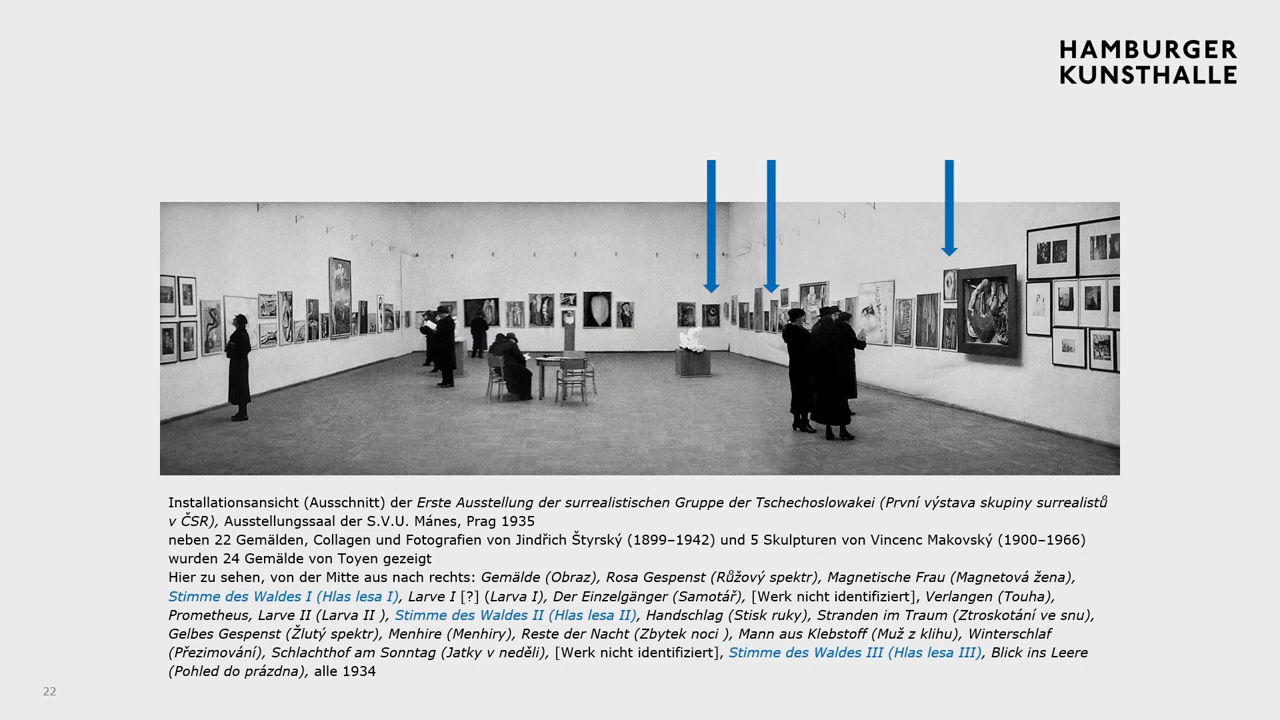 HAMBURGER
KUNSTHALLE
Installationsansicht (Ausschnitt) der Erste Ausstellung der surrealistischen Gruppe der Tschechoslowakei (První výstava skupiny surrealistů
v ČSR), Ausstellungssaal der S.V.U. Mánes, Prag 1935
neben 22 Gemälden, Collagen und Fotografien von Jindřich Štyrský (1899–1942) und 5 Skulpturen von Vincenc Makovský (1900–1966)
wurden 24 Gemälde von Toyen gezeigt
Hier zu sehen, von der Mitte aus nach rechts: Gemälde (Obraz), Rosa Gespenst (Růžový spektr), Magnetische Frau (Magnetová žena),
Stimme des Waldes I (Hlas lesa I), Larve I [?] (Larva I), Der Einzelgänger (Samotář), [Werk nicht identifiziert], Verlangen (Touha),
Prometheus, Larve II (Larva II ), Stimme des Waldes II (Hlas lesa II), Handschlag (Stisk ruky), Stranden im Traum (Ztroskotání ve snu),
Gelbes Gespenst (Žlutý spektr), Menhire (Menhiry), Reste der Nacht (Zbytek noci ), Mann aus Klebstoff (Muž z klihu), Winterschlaf
(Přezimování), Schlachthof am Sonntag (Jatky v neděli), [Werk nicht identifiziert], Stimme des Waldes III (Hlas lesa III), Blick ins Leere
(Pohled do prázdna), alle 1934
22